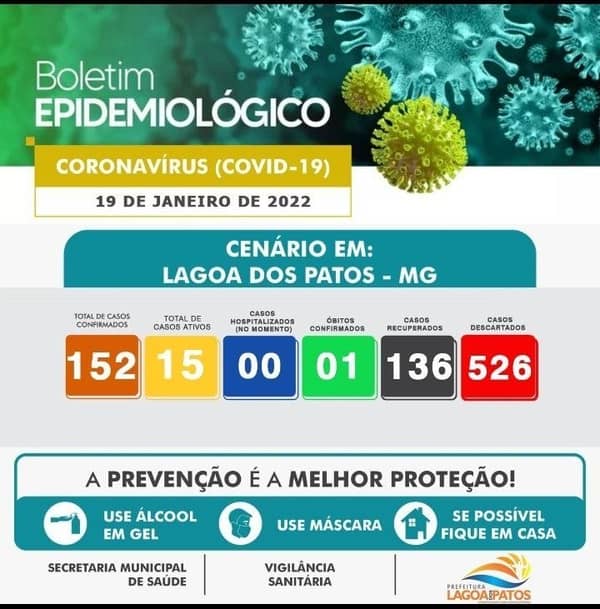 Boletim
EPIDEMIOLÓGICO
CORONAVÍRUS (COVID-19)
19 DE JANEIRO DE 2022
CENÁRIO EM:
LAGOA DOS PATOS - MG
TOTAL DE CASOS
CONFIRMADOS
152
TOTAL DE
CASOS ATIVOS
15
CASOS
HOSPITALIZADOS
(NO MOMENTO)
00
ÓBITOS
CONFIRMADOS
01
CASOS
RECUPERADOS
136
CASOS
DESCARTADOS
526
A PREVENÇÃO É A MELHOR PROTEÇÃO!
USE ÁLCOOL
EM GEL
USE MÁSCARA
SE POSSÍVEL
FIQUE EM CASA
SECRETARIA MUNICIPAL
DE SAÚDE
VIGILÂNCIA
SANITÁRIA
PREFEITURA
LAGOA DOS PATOS